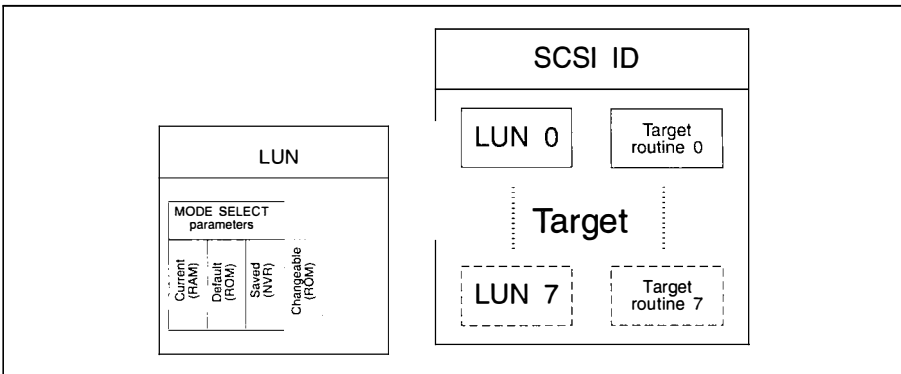 LUN
MODE SELECT
parameters
Current
(RAM)
Default
(ROM)
Saved
(NVR)
Changeable
(ROM)
SCSI ID
LUN 0
Target
routine 0
Target
LUN 7
Target
routine 7